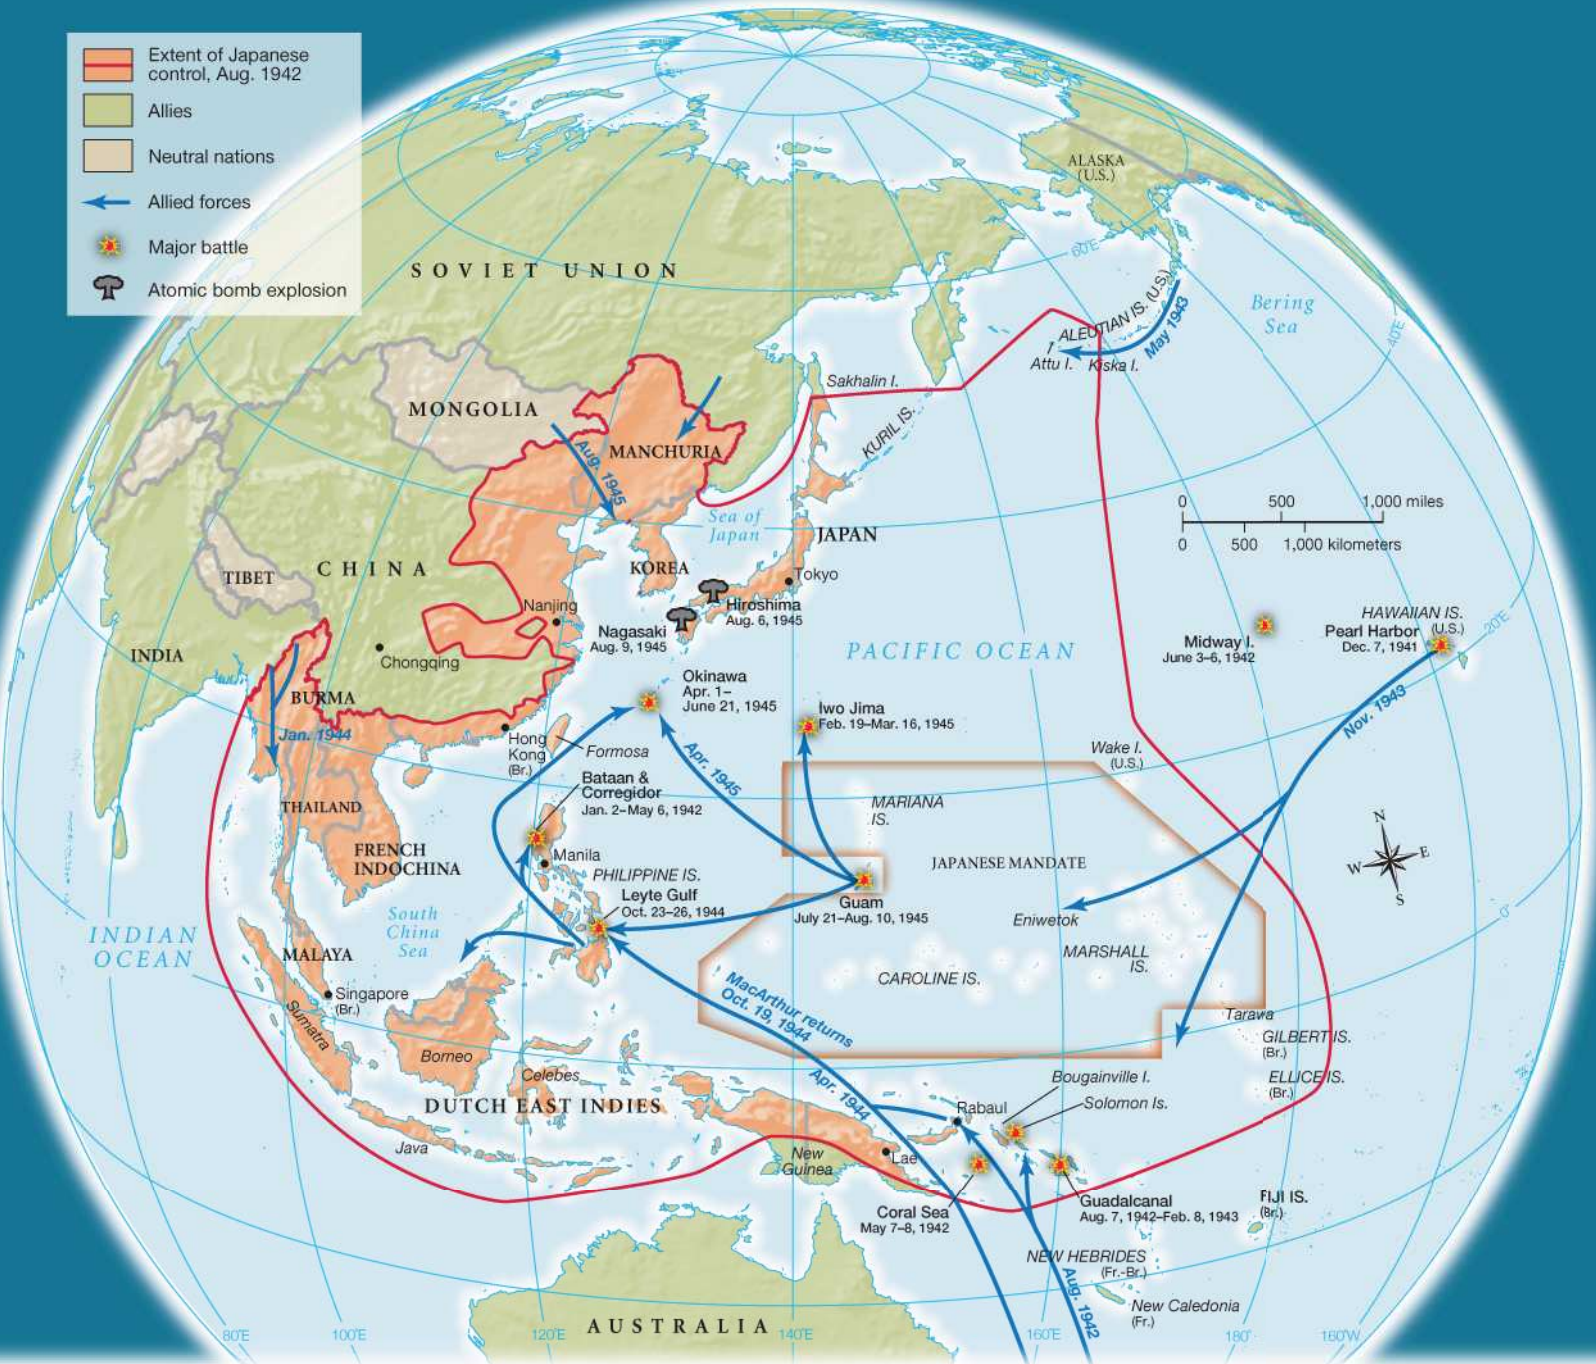 Extent of Japanese
control, Aug. 1942
Allies
Neutral nations
Allied forces
Major battle
Atomic bomb explosion
ALASKA
(U.S.)
SOVIET UNION
60°E
Bering
Sea
40°E
ALEUTIAN IS. (U.S.)
May 1943
Attu I.
Kiska I.
Sakhalin I.
KURIL IS.
MONGOLIA
MANCHURIA
Aug. 1945
0 500 1,000 miles
0 500 1,000 kilometers
Sea of
Japan
JAPAN
KOREA
Tokyo
TIBET
CHINA
Nanjing
Hiroshima
Aug. 6, 1945
Nagasaki
Aug. 9, 1945
HAWAIIAN IS.
(U.S.)
20°E
Pearl Harbor
Dec. 7, 1941
Midway I.
June 3–6, 1942
PACIFIC OCEAN
INDIA
Chongqing
Okinawa
Apr. 1–
June 21, 1945
BURMA
Jan. 1944
Iwo Jima
Feb. 19–Mar. 16, 1945
Nov. 1943
Hong
Kong
(Br.)
Formosa
Apr. 1945
Wake I.
(U.S.)
Bataan &
Corregidor
Jan. 2–May 6, 1942
THAILAND
MARIANA
IS.
N
W
E
S
FRENCH
INDOCHINA
Manila
PHILIPPINE IS.
JAPANESE MANDATE
Leyte Gulf
Oct. 23–26, 1944
Guam
July 21–Aug. 10, 1945
Eniwetok
0°
South
China
Sea
INDIAN
OCEAN
MALAYA
MARSHALL
IS.
CAROLINE IS.
Singapore
(Br.)
Sumatra
MacArthur returns
Oct. 19, 1944
Tarawa
GILBERT IS.
(Br.)
Borneo
Celebes
Apr. 1944
Bougainville I.
ELLICE IS.
(Br.)
DUTCH EAST INDIES
Rabaul
Solomon Is.
Java
New
Guinea
Lae
Coral Sea
May 7–8, 1942
Guadalcanal
Aug. 7, 1942–Feb. 8, 1943
FIJI IS.
(Br.)
NEW HEBRIDES
(Fr.-Br.)
Aug. 1942
New Caledonia
(Fr.)
AUSTRALIA
80°E
100°E
120°E
140°E
160°E
180°
160°W